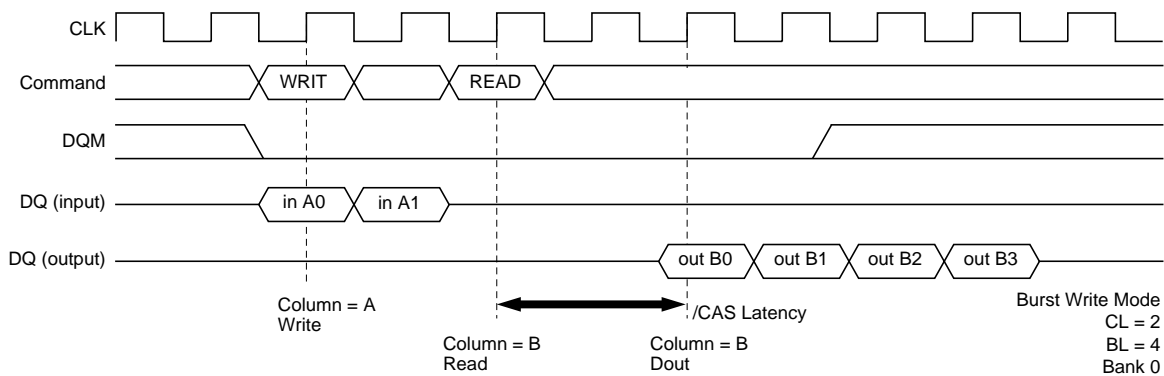 CLK
Command
WRIT
READ
DQM
DQ (input)
in A0
in A1
DQ (output)
out B0
out B1
out B2
out B3
Column = A
Write
/CAS Latency
Column = B
Read
Column = B
Dout
Burst Write Mode
CL = 2
BL = 4
Bank 0